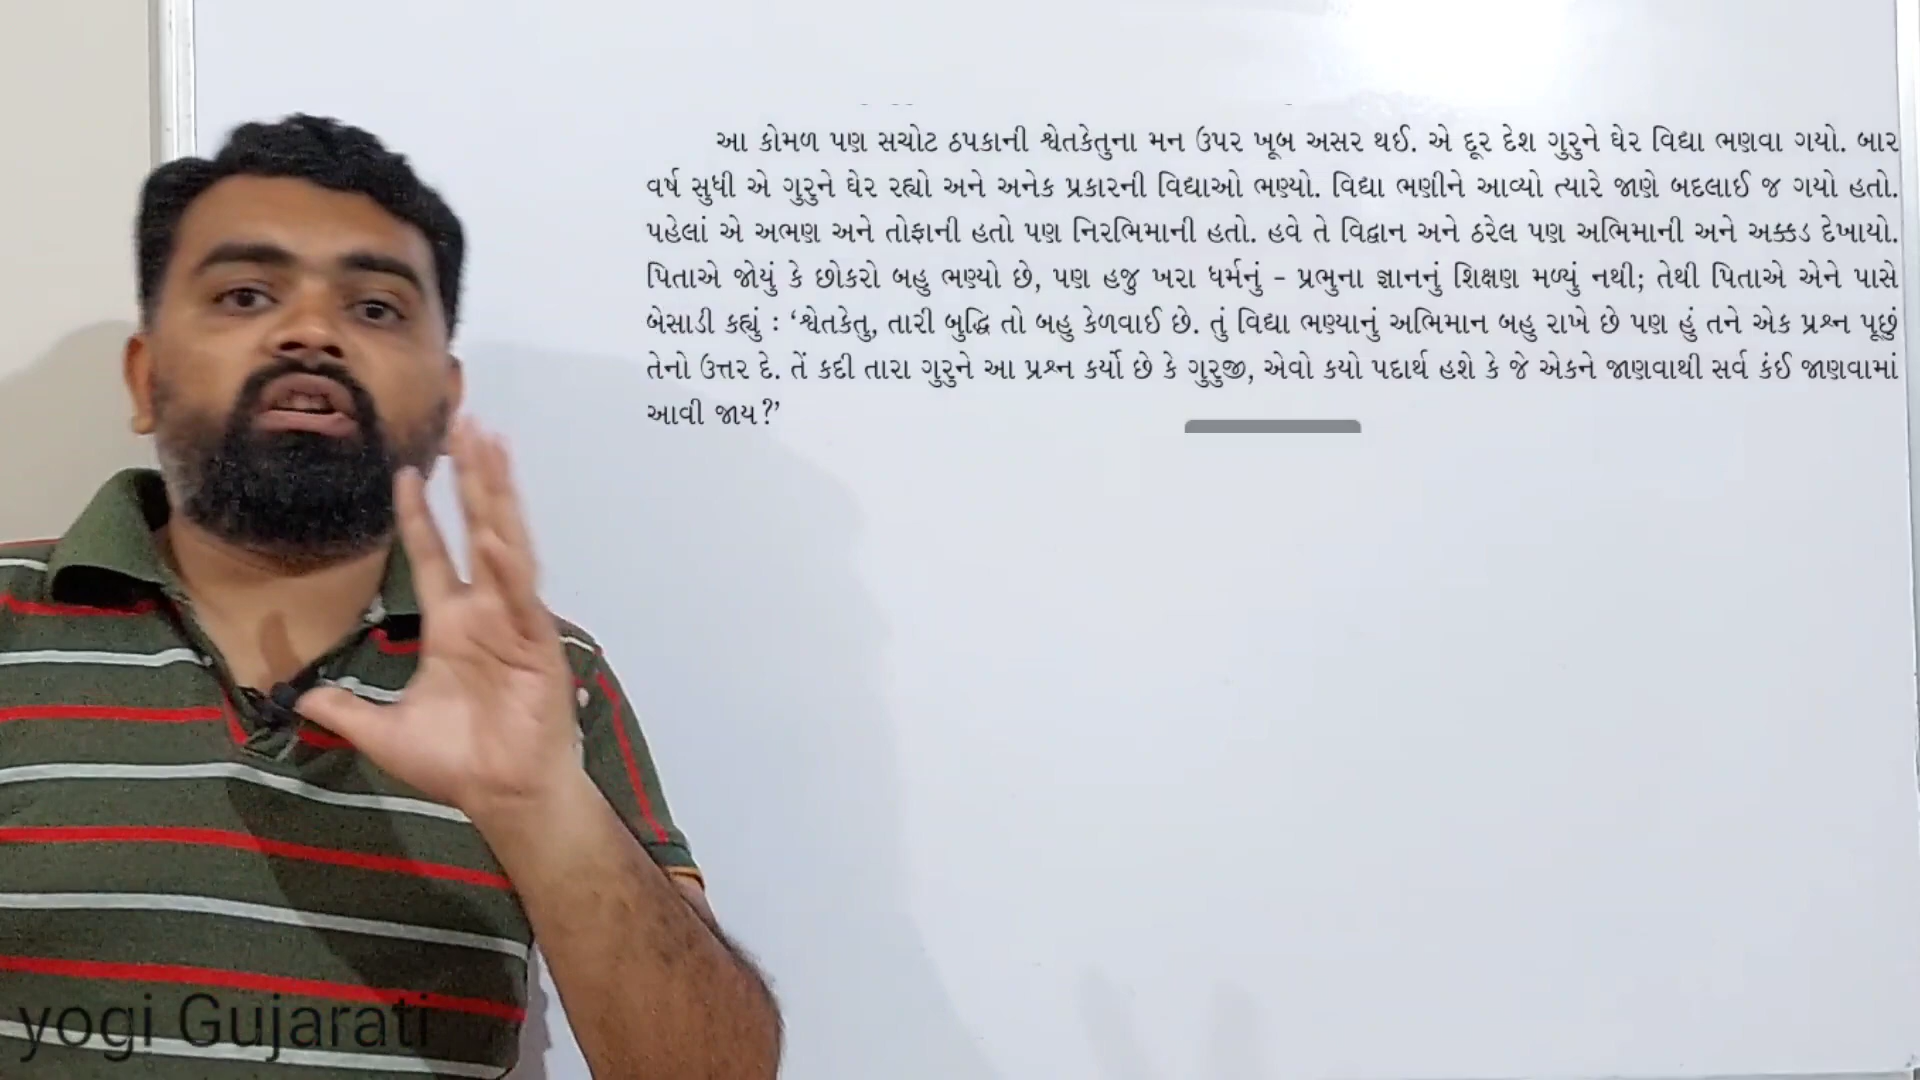 આ કોમળ પણ સચોટ ઠપકાની શ્વેતકેતુના મન ઉપર ખૂબ અસર થઈ. એ દૂર દેશ ગુરુને ઘેર વિદ્યા ભણવા ગયો. બાર
વર્ષ સુધી એ ગુરુને ઘેર રહ્યો અને અનેક પ્રકારની વિદ્યાઓ ભણ્યો. વિદ્યા ભણીને આવ્યો ત્યારે જાણે બદલાઈ જ ગયો હતો.
પહેલાં એ અભણ અને તોફાની હતો પણ નિરભિમાની હતો. હવે તે વિદ્વાન અને ઠરેલ પણ અભિમાની અને અક્કડ દેખાયો.
પિતાએ જોયું કે છોકરો બહુ ભણ્યો છે, પણ હજુ ખરા ધર્મનું – પ્રભુના જ્ઞાનનું શિક્ષણ મળ્યું નથી; તેથી પિતાએ એને પાસે
બેસાડી કહ્યું : ‘શ્વેતકેતુ, તારી બુદ્ધિ તો બહુ કેળવાઈ છે. તું વિદ્યા ભણ્યાનું અભિમાન બહુ રાખે છે પણ હું તને એક પ્રશ્ન પૂછું
તેનો ઉત્તર દે. તેં કદી તારા ગુરુને આ પ્રશ્ન કર્યો છે કે ગુરુજી, એવો કયો પદાર્થ હશે કે જે એકને જાણવાથી સર્વ કંઈ જાણવામાં
આવી જાય?’
yogi Gujarati